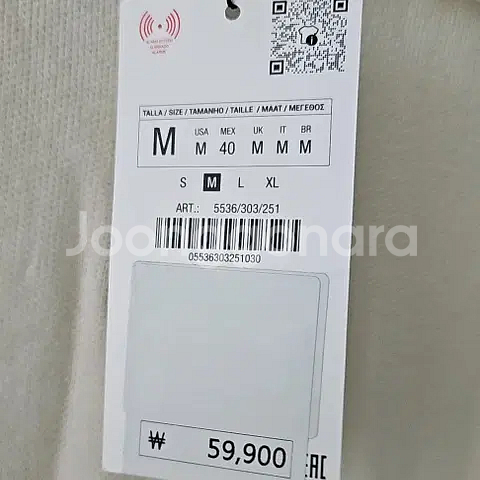 TALLA / SIZE / TAMANHO / TAILLE / MAAT / ΜΕΓΕΘΟΣ
M
USA MEX UK IT BR
M 40 M M M
S M L XL
ART.: 5536/303/251
05536303251030
₩ 59,900
EAC